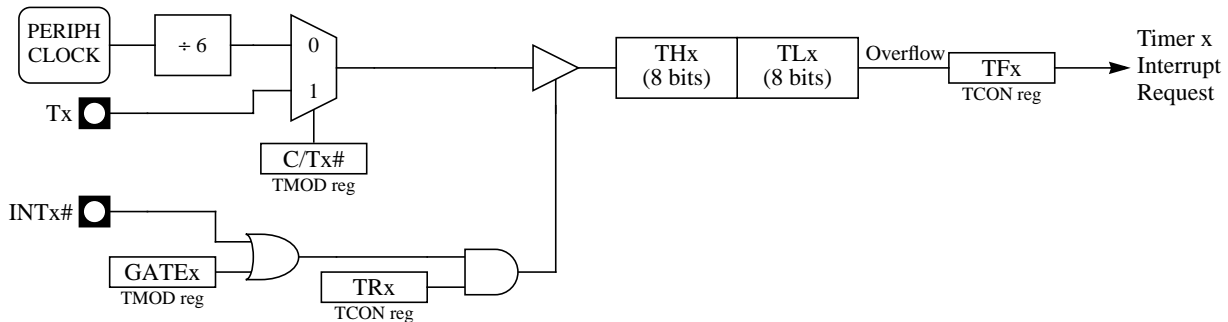 PERIPH
CLOCK
÷ 6
0
1
Tx
C/Tx#
TMOD reg
THx
(8 bits)
TLx
(8 bits)
Overflow
TFx
TCON reg
Timer x
Interrupt
Request
INTx#
GATEx
TMOD reg
TRx
TCON reg